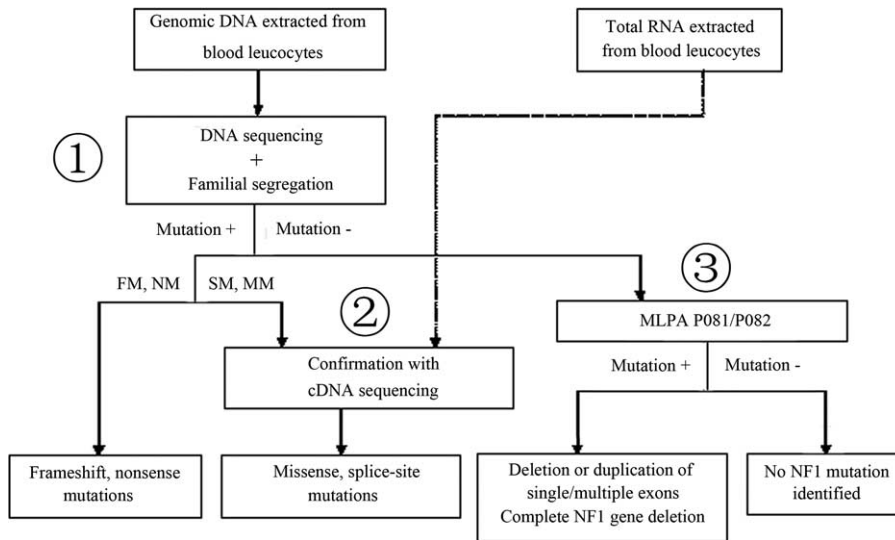 Genomic DNA extracted from
blood leucocytes
Total RNA extracted
from blood leucocytes
①
DNA sequencing
+
Familial segregation
Mutation +
Mutation -
FM, NM
SM, MM
②
③
MLPA P081/P082
Confirmation with
cDNA sequencing
Mutation +
Mutation -
Frameshift, nonsense
mutations
Missense, splice-site
mutations
Deletion or duplication of
single/multiple exons
Complete NF1 gene deletion
No NF1 mutation
identified